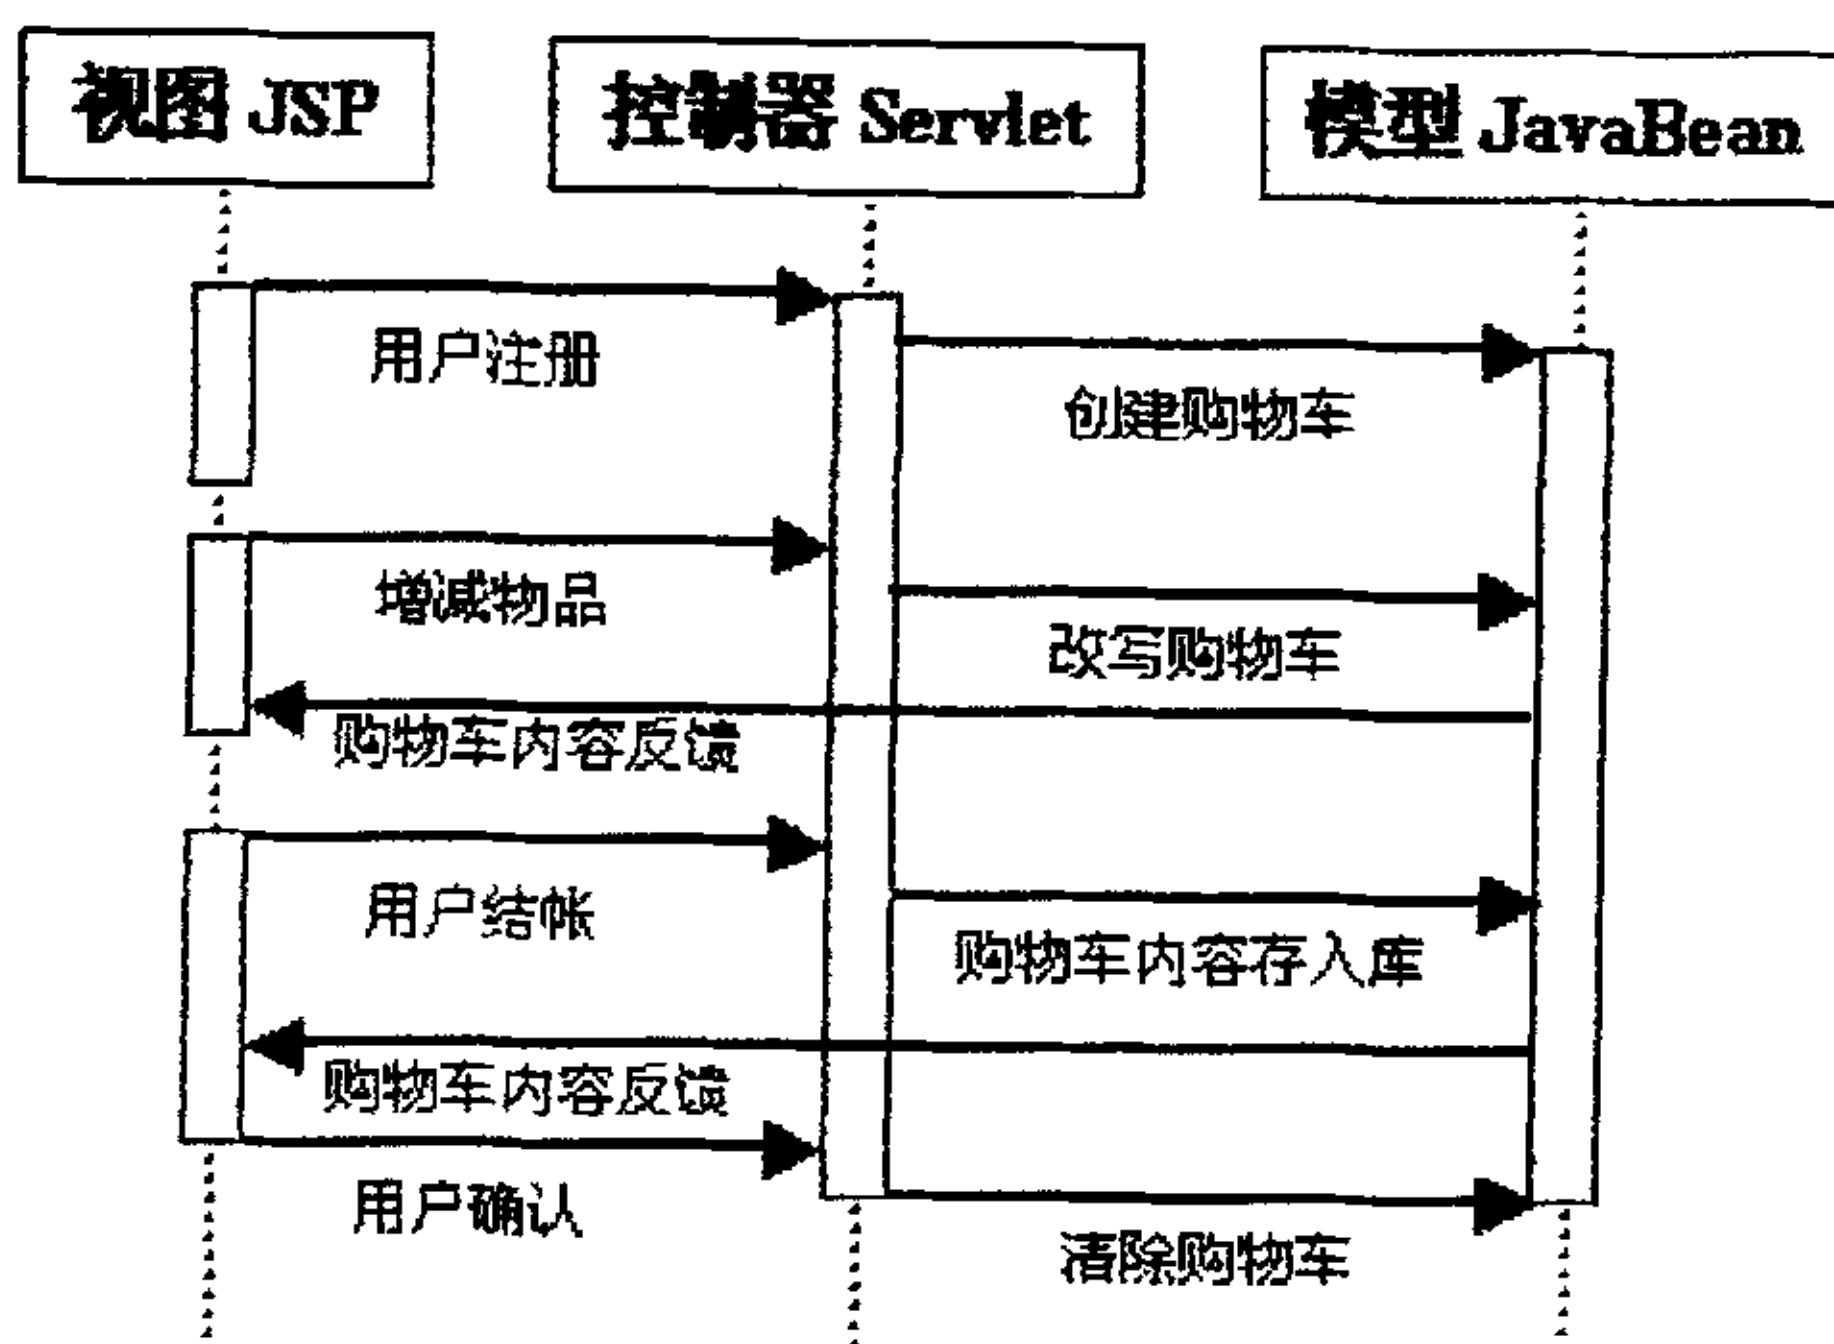 视图 JSP
控制器 Servlet
模型 JavaBean
用户注册
创建购物车
增减物品
改写购物车
购物车内容反馈
用户结帐
购物车内容存入库
购物车内容反馈
用户确认
清除购物车